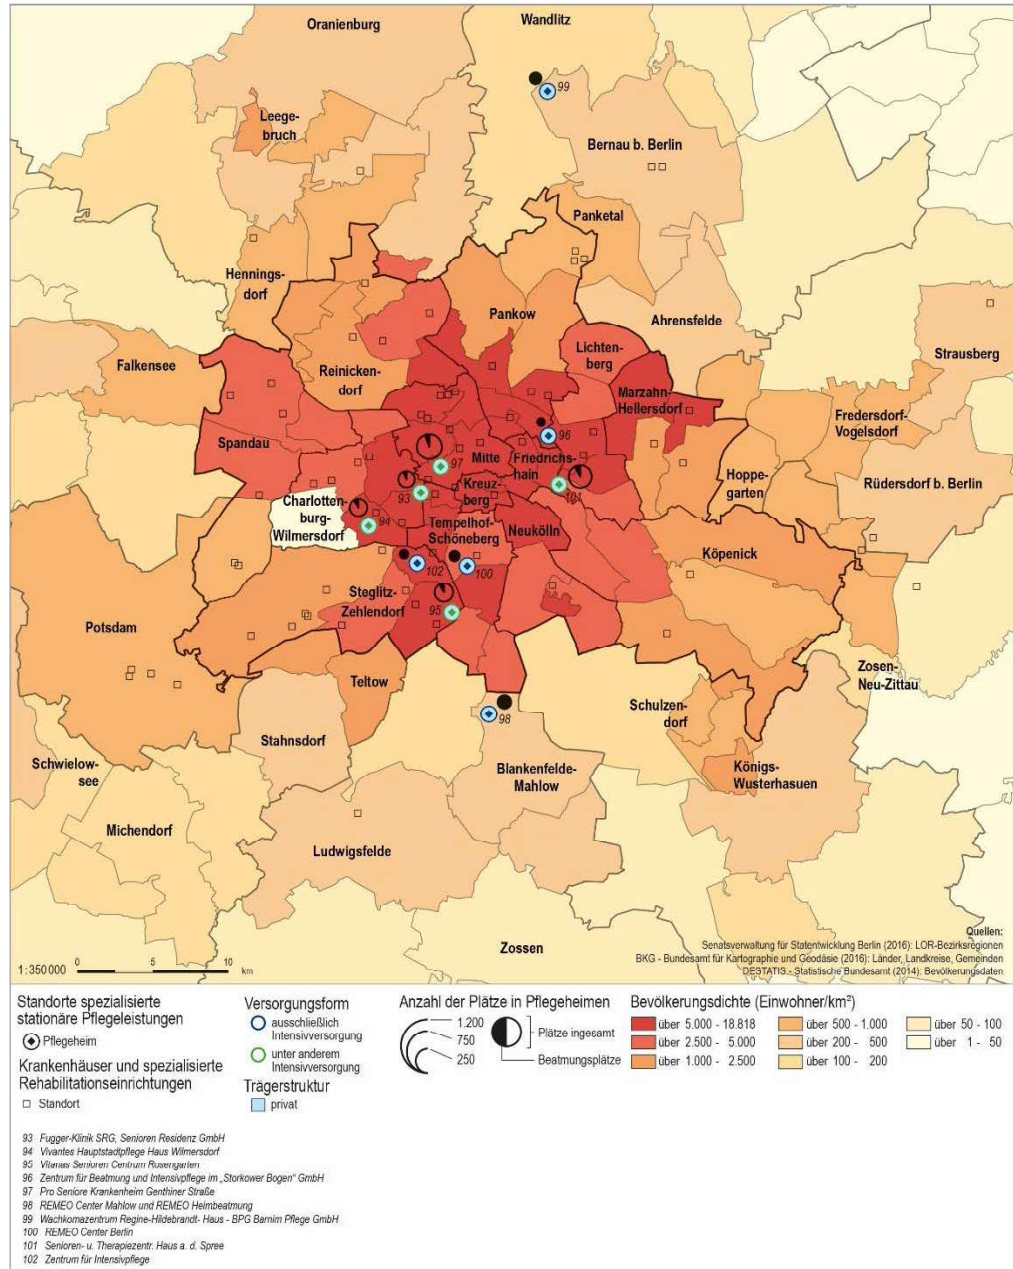 Oranienburg
Wandlitz
99
Leege-
bruch
Bernau b. Berlin
Panketal
Hennings-
dorf
Pankow
Ahrensfelde
Lichten-
berg
Strausberg
Falkensee
Reinicken-
dorf
Marzahn-
Hellersdorf
Fredersdorf-
Vogelsdorf
Spandau
96
Mitte
Friedrichs-
hain
97
Hoppe-
garten
Kreuz-
berg
101
Rüdersdorf b. Berlin
93
Charlotten-
burg-
Wilmersdorf
94
Tempelhof-
Schöneberg
Neukölln
Köpenick
102
100
Steglitz-
Zehlendorf
95
Potsdam
Zosen-
Neu-Zittau
Teltow
Schulzen-
dorf
98
Stahnsdorf
Schwielow-
see
Blankenfelde-
Mahlow
Königs-
Wusterhasuen
Michendorf
Ludwigsfelde
Zossen
Quellen:
Senatsverwaltung für Statentwicklung Berlin (2016): LOR-Bezirksregionen
BKG - Bundesamt für Kartographie und Geodäsie (2016): Länder, Landkreise, Gemeinden
DESTATIS - Statistische Bundesamt (2014): Bevölkerungsdaten
1:350 000 0 5 10 km
Standorte spezialisierte
stationäre Pflegeleistungen
Pflegeheim
Krankenhäuser und spezialisierte
Rehabilitationseinrichtungen
Standort
Versorgungsform
ausschließlich
Intensivversorgung
unter anderem
Intensivversorgung
Trägerstruktur
privat
Anzahl der Plätze in Pflegeheimen
1.200
750
250
Plätze ingesamt
Beatmungsplätze
Bevölkerungsdichte (Einwohner/km²)
über 5.000 - 18.818
über 2.500 - 5.000
über 1.000 - 2.500
über 500 - 1.000
über 200 - 500
über 100 - 200
über 50 - 100
über 1 - 50
93 Fugger-Klinik SRG, Senioren Residenz GmbH
94 Vivantes Hauptstadtpflege Haus Wilmersdorf
95 Vitanas Senioren Centrum Rosengarten
96 Zentrum für Beatmung und Intensivpflege im „Storkower Bogen" GmbH
97 Pro Seniore Krankenheim Genthiner Straße
98 REMEO Center Mahlow und REMEO Heimbeatmung
99 Wachkomazentrum Regine-Hildebrandt- Haus - BPG Barnim Pflege GmbH
100 REMEO Center Berlin
101 Senioren- u. Therapiezentr. Haus a. d. Spree
102 Zentrum für Intensivpflege